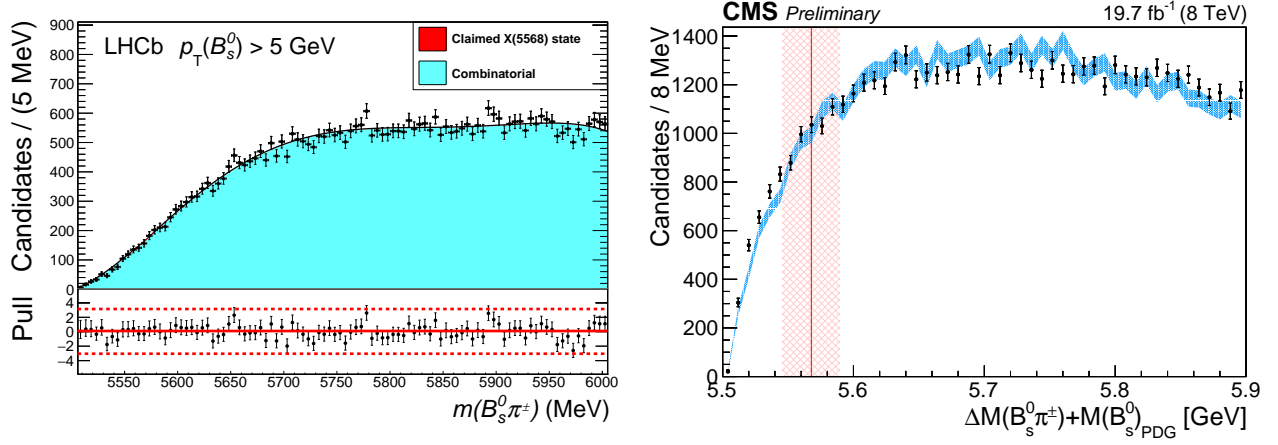 LHCb p_T(B_s^0) > 5 GeV
Claimed X(5568) state
Combinatorial
Candidates / (5 MeV)
900
800
700
600
500
400
300
200
100
0
Pull
4
2
0
−2
−4
5550 5600 5650 5700 5750 5800 5850 5900 5950 6000
m(B_s^0π^±) (MeV)
CMS Preliminary 19.7 fb^-1 (8 TeV)
Candidates / 8 MeV
1400
1200
1000
800
600
400
200
0
5.5 5.6 5.7 5.8 5.9
ΔM(B_s^0π^±)+M(B_s^0)_PDG [GeV]